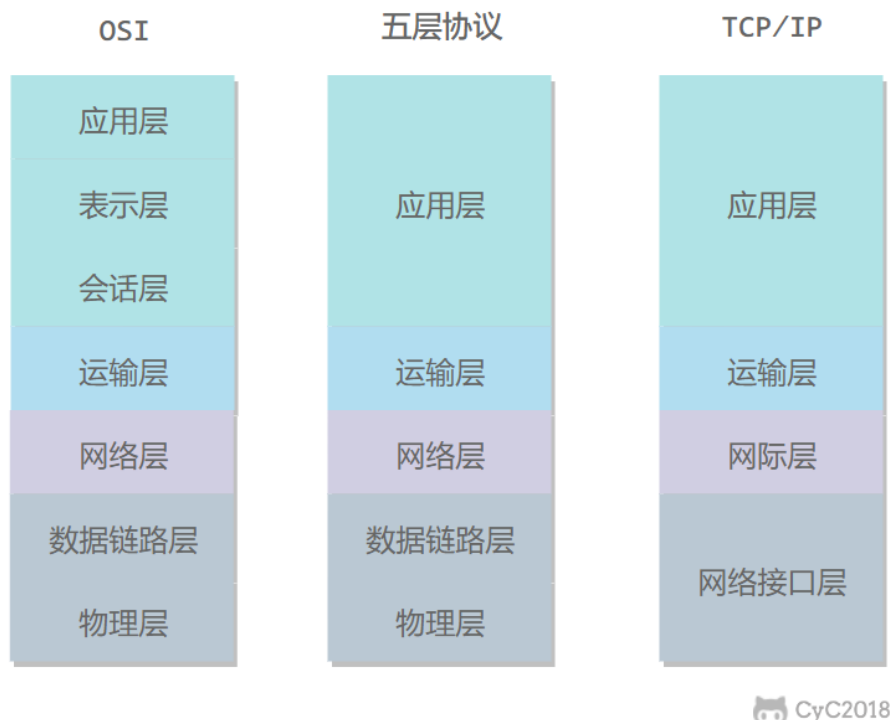 OSI
五层协议
TCP/IP
应用层
表示层
会话层
运输层
网络层
数据链路层
物理层
应用层
运输层
网络层
数据链路层
物理层
应用层
运输层
网际层
网络接口层
CyC2018